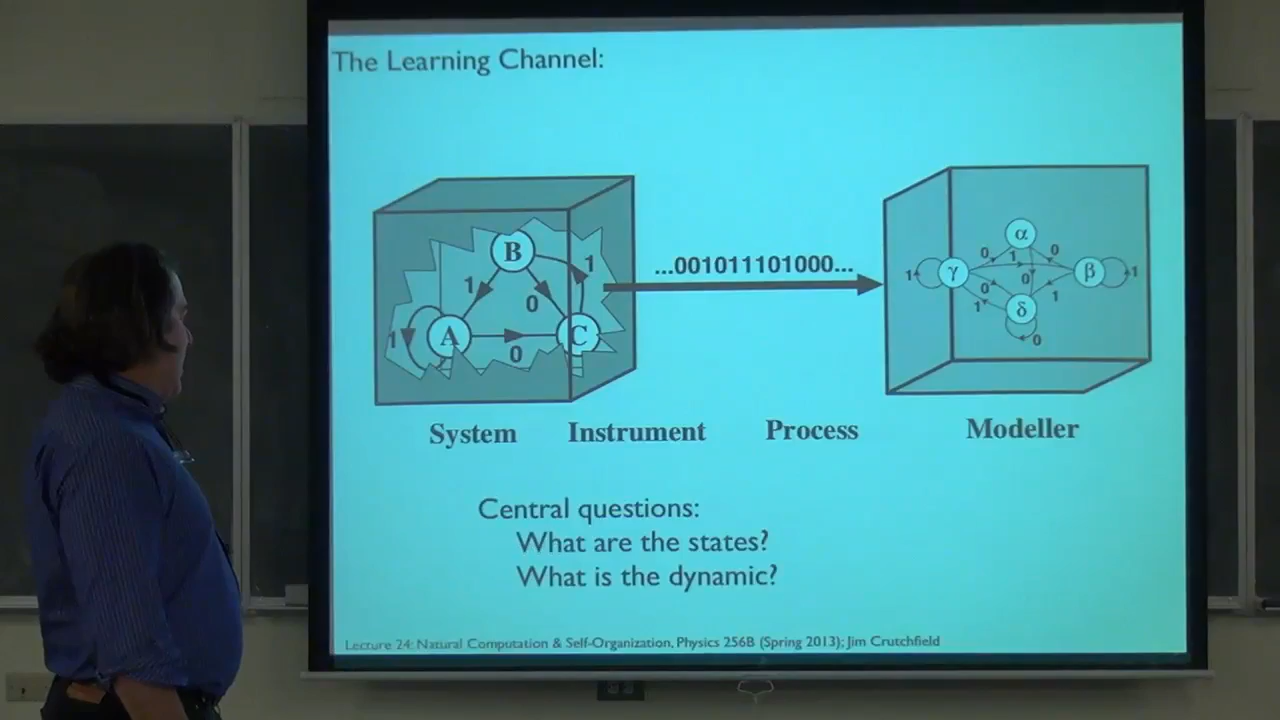 The Learning Channel:
B
1
1
0
1
A
0
C
...001011101000...
α
0
1
0
1
γ
0
β
1
0
1
1
δ
0
System Instrument Process Modeller
Central questions:
What are the states?
What is the dynamic?
Lecture 24: Natural Computation & Self-Organization, Physics 256B (Spring 2013); Jim Crutchfield